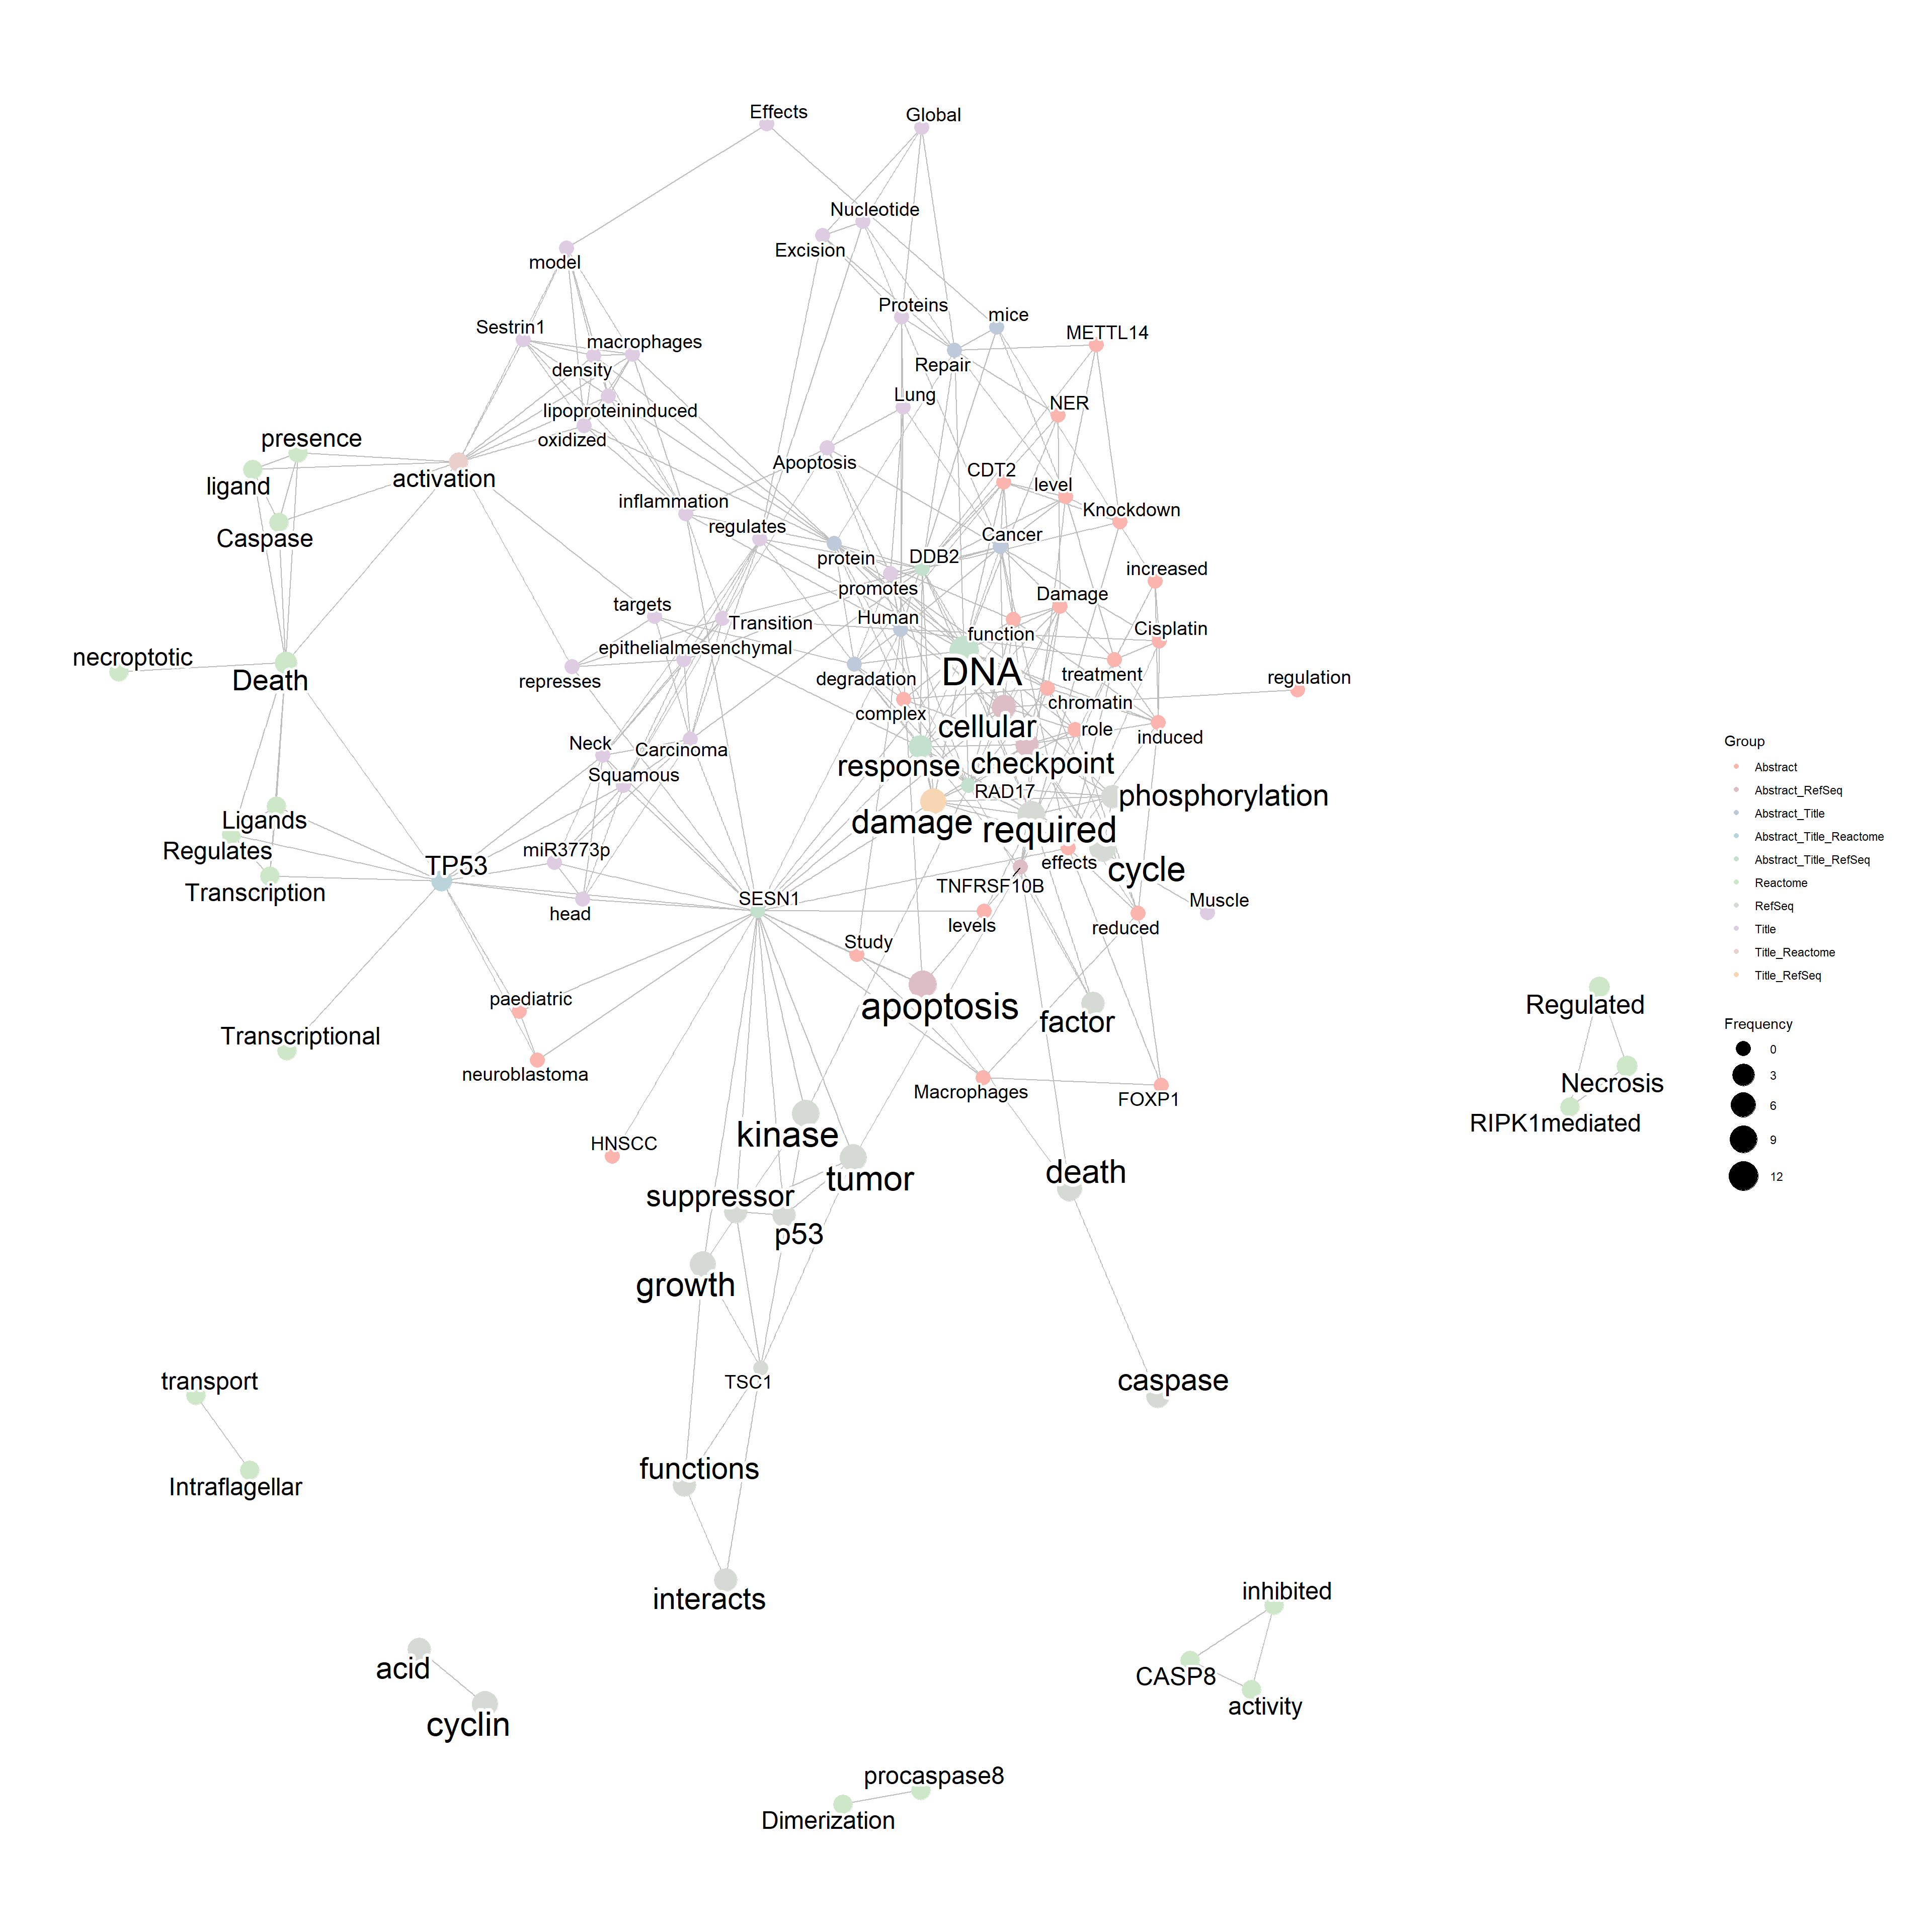 Effects
Global
Nucleotide
Excision
model
Proteins
mice
Sestrin1
METTL14
macrophages
Repair
density
Lung
NER
lipoproteininduced
presence
oxidized
Apoptosis
CDT2
activation
ligand
level
inflammation
Knockdown
regulates
Cancer
Caspase
protein
DDB2
increased
promotes
Damage
targets
Human
Transition
Cisplatin
function
epithelialmesenchymal
necroptotic
DNA
treatment
regulation
Death
represses
degradation
chromatin
complex
cellular
role
induced
Neck
Carcinoma
response
checkpoint
Squamous
RAD17
phosphorylation
Ligands
damage
required
Regulates
miR3773p
effects
TP53
cycle
Transcription
TNFRSF10B
SESN1
Muscle
head
levels
reduced
Study
paediatric
apoptosis
Regulated
factor
Transcriptional
neuroblastoma
Necrosis
Macrophages
FOXP1
RIPK1mediated
kinase
HNSCC
death
tumor
suppressor
p53
growth
transport
TSC1
caspase
functions
Intraflagellar
interacts
inhibited
acid
CASP8
activity
cyclin
procaspase8
Dimerization
Group
Abstract
Abstract_RefSeq
Abstract_Title
Abstract_Title_Reactome
Abstract_Title_RefSeq
Reactome
RefSeq
Title
Title_Reactome
Title_RefSeq
Frequency
0
3
6
9
12